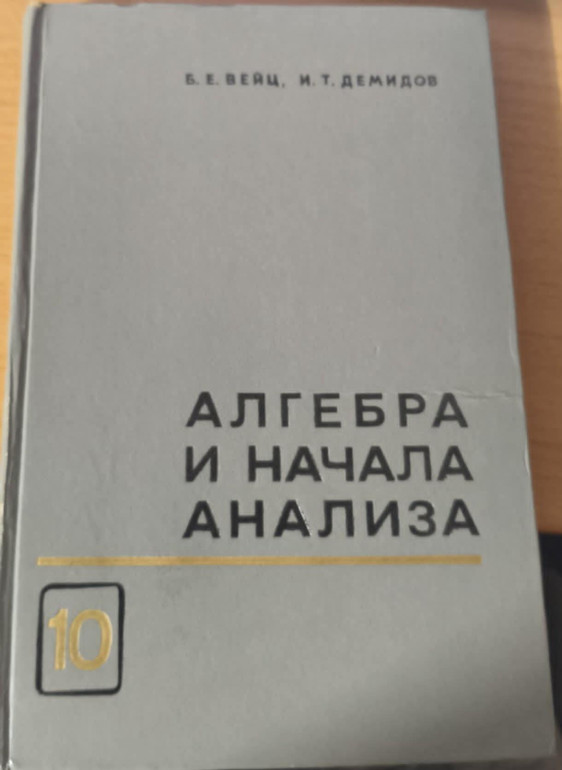 Б. Е. ВЕЙЦ, И. Т. ДЕМИДОВ
АЛГЕБРА
И НАЧАЛА
АНАЛИЗА
10